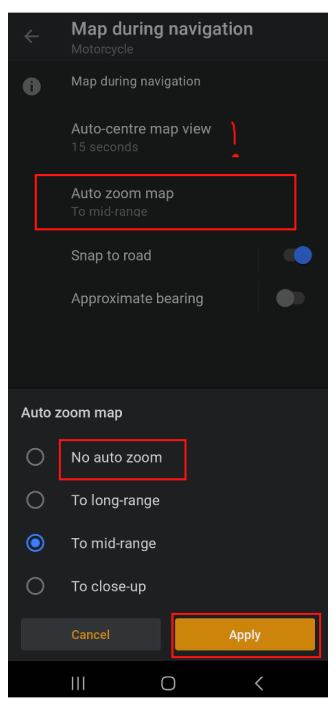 Map during navigation
Motorcycle
Map during navigation
Auto-centre map view
15 seconds
Auto zoom map
To mid-range
Snap to road
Approximate bearing
Auto zoom map
No auto zoom
To long-range
To mid-range
To close-up
Cancel
Apply